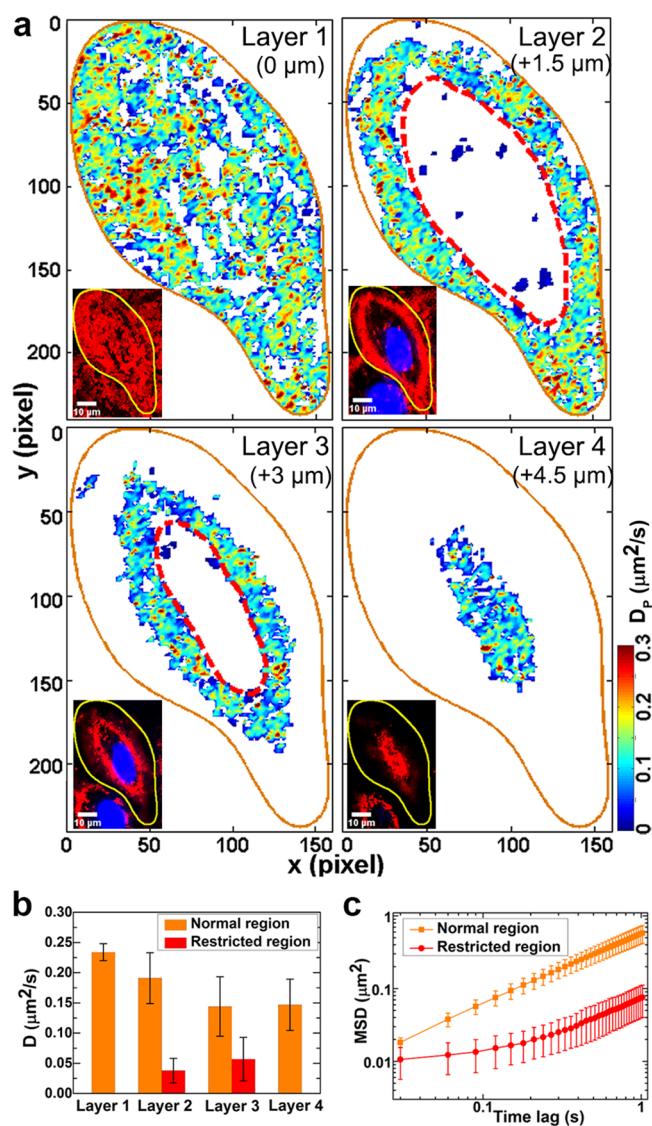 a
Layer 1
(0 µm)
Layer 2
(+1.5 µm)
0
50
100
150
200
10 µm
10 µm
Layer 3
(+3 µm)
Layer 4
(+4.5 µm)
0
50
100
150
200
10 µm
10 µm
0 50 100 150
0 50 100 150
y (pixel)
x (pixel)
D_P (µm²/s)
0.3
0.2
0.1
0
b
Normal region
Restricted region
D (µm²/s)
0.30
0.25
0.20
0.15
0.10
0.05
0.00
Layer 1 Layer 2 Layer 3 Layer 4
c
Normal region
Restricted region
MSD (µm²)
1
0.1
0.01
0.1 1
Time lag (s)